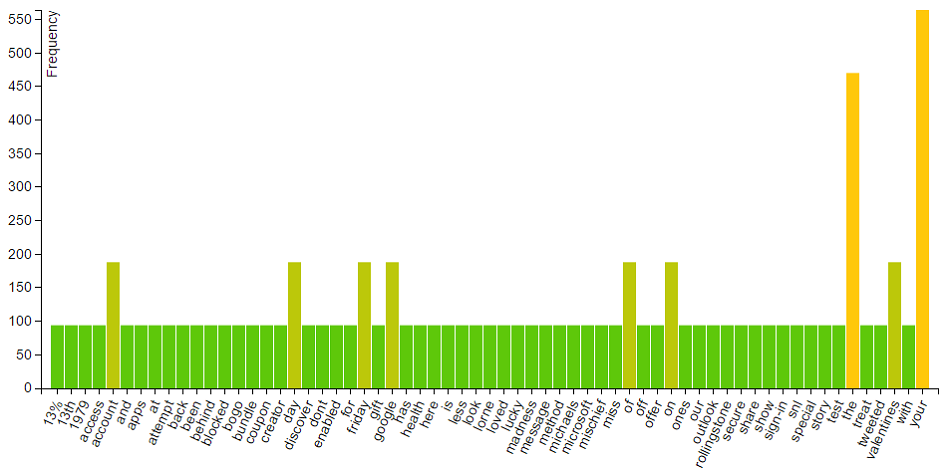 550
500
450
400
350
300
250
200
150
100
50
0
Frequency
13%
13th
1979
access
account
and
apps
at
attempt
back
been
behind
blocked
bogo
bundle
coupon
creator
day
discover
dont
enabled
for
friday
gift
google
has
health
here
is
less
look
lorne
loved
lucky
madness
message
method
michaels
microsoft
mischief
miss
of
off
offer
on
ones
our
outlook
rollingstone
secure
share
show
sign-in
snl
special
story
test
the
treat
tweeted
valentines
with
your